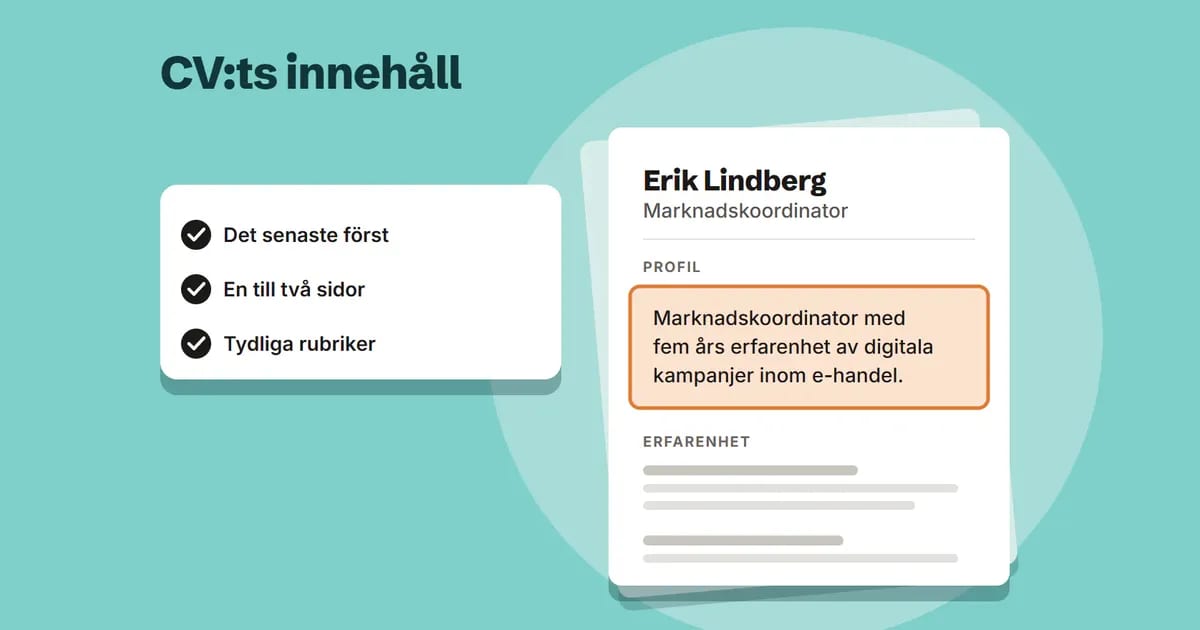 CV:ts innehåll
Det senaste först
En till två sidor
Tydliga rubriker
Erik Lindberg
Marknadskoordinator
PROFIL
Marknadskoordinator med
fem års erfarenhet av digitala
kampanjer inom e-handel.
ERFARENHET